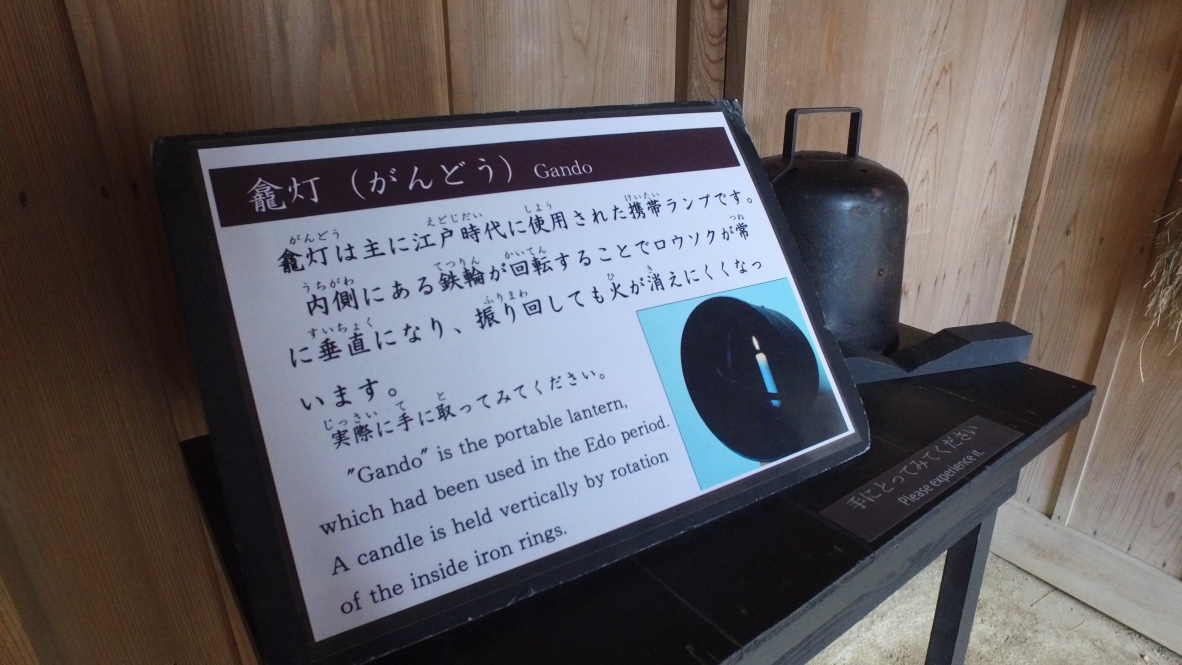 龕灯（がんどう） Gando
龕灯は主に江戸時代に使用された携帯ランプです。
内側にある鉄輪が回転することでロウソクが常
に垂直になり、振り回しても火が消えにくくなっ
います。
実際に手に取ってみてください。
"Gando" is the portable lantern,
which had been used in the Edo period.
A candle is held vertically by rotation
of the inside iron rings.
手にとってみてください
Please experience it